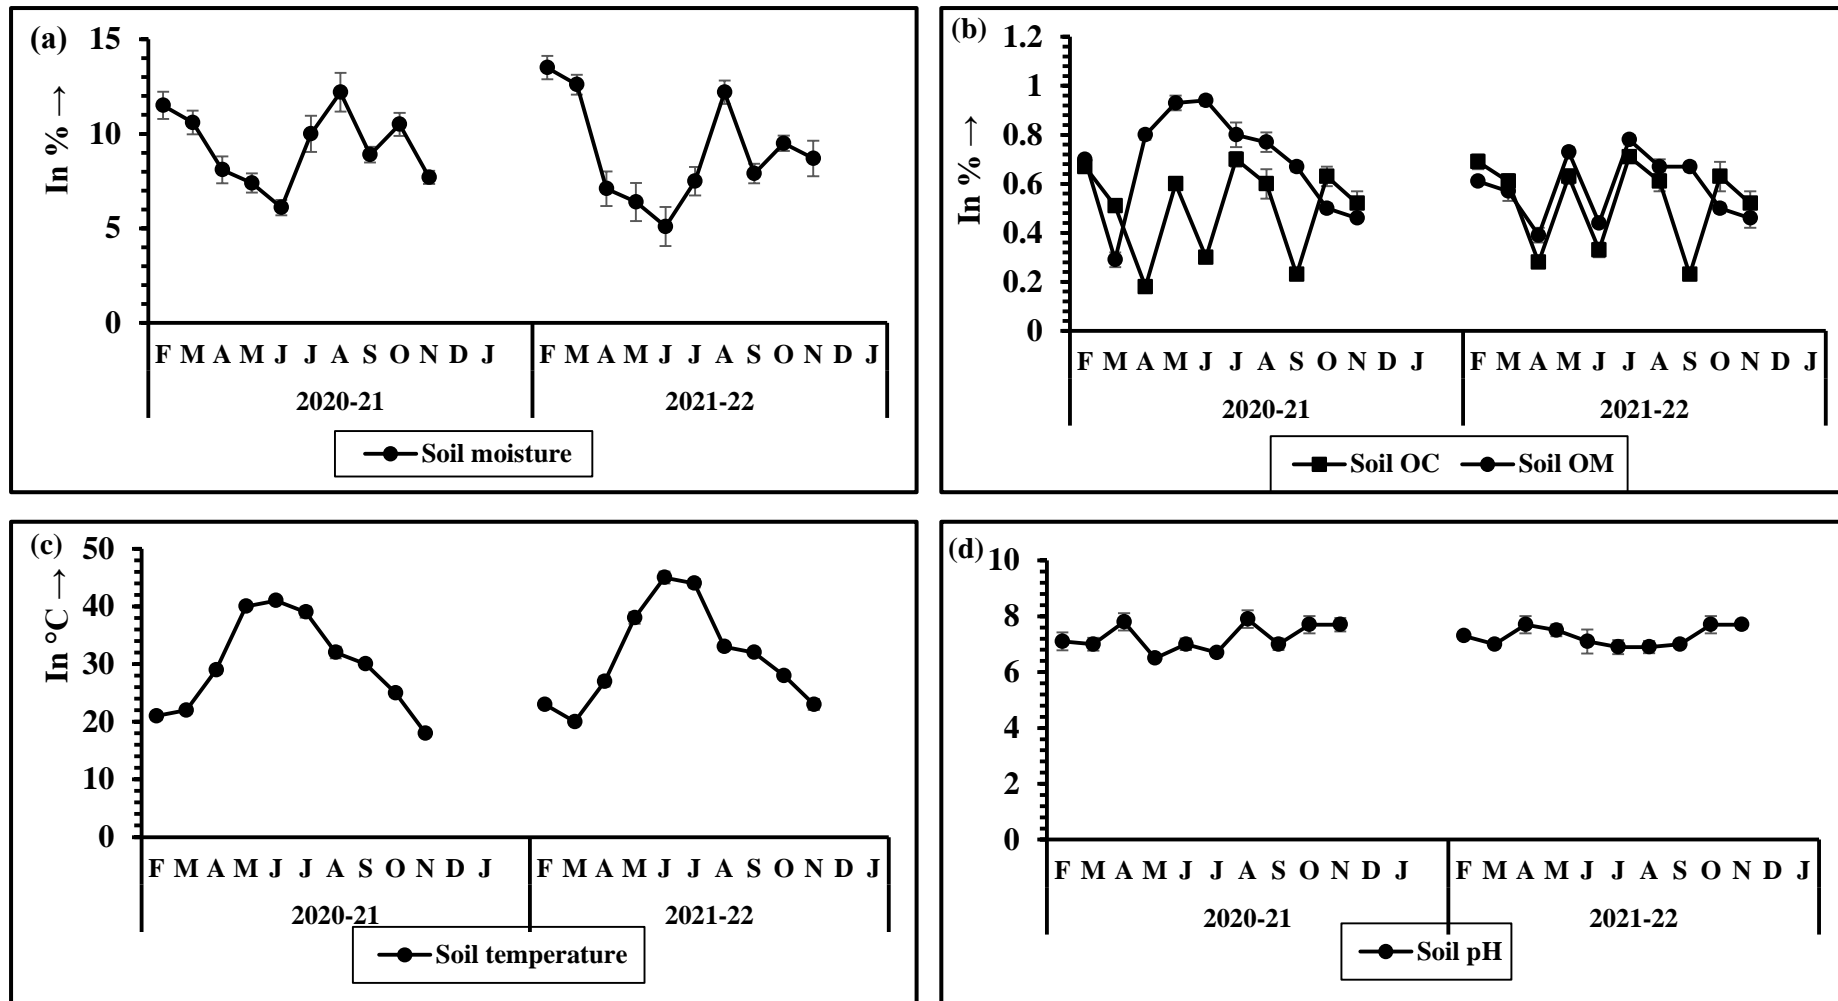 (a)
15
10
5
0
In % →
F M A M J J A S O N D J F M A M J J A S O N D J
2020-21 2021-22
Soil moisture
(b)
1.2
1
0.8
0.6
0.4
0.2
0
In % →
F M A M J J A S O N D J F M A M J J A S O N D J
2020-21 2021-22
Soil OC Soil OM
(c)
50
40
30
20
10
0
In °C →
F M A M J J A S O N D J F M A M J J A S O N D J
2020-21 2021-22
Soil temperature
(d)
10
8
6
4
2
0
F M A M J J A S O N D J F M A M J J A S O N D J
2020-21 2021-22
Soil pH